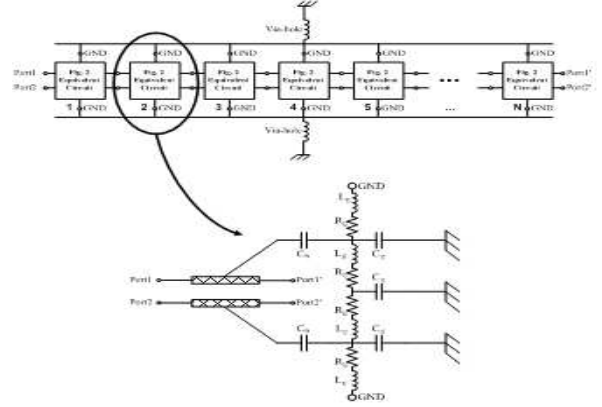 Via-hole
GND GND GND GND GND GND
Port1 Fig. 2 Fig. 2 Fig. 2 Fig. 2 Fig. 2 Fig. 2 Port1'
Equivalent Equivalent Equivalent Equivalent Equivalent ... Equivalent
Port2 Circuit Circuit Circuit Circuit Circuit Circuit Port2'
1 GND 2 GND 3 GND 4 GND 5 GND ... N GND
Via-hole
GND
R
C C
L
Port1 Port1'
R C
Port2 Port2'
R
C L C
R
L
GND